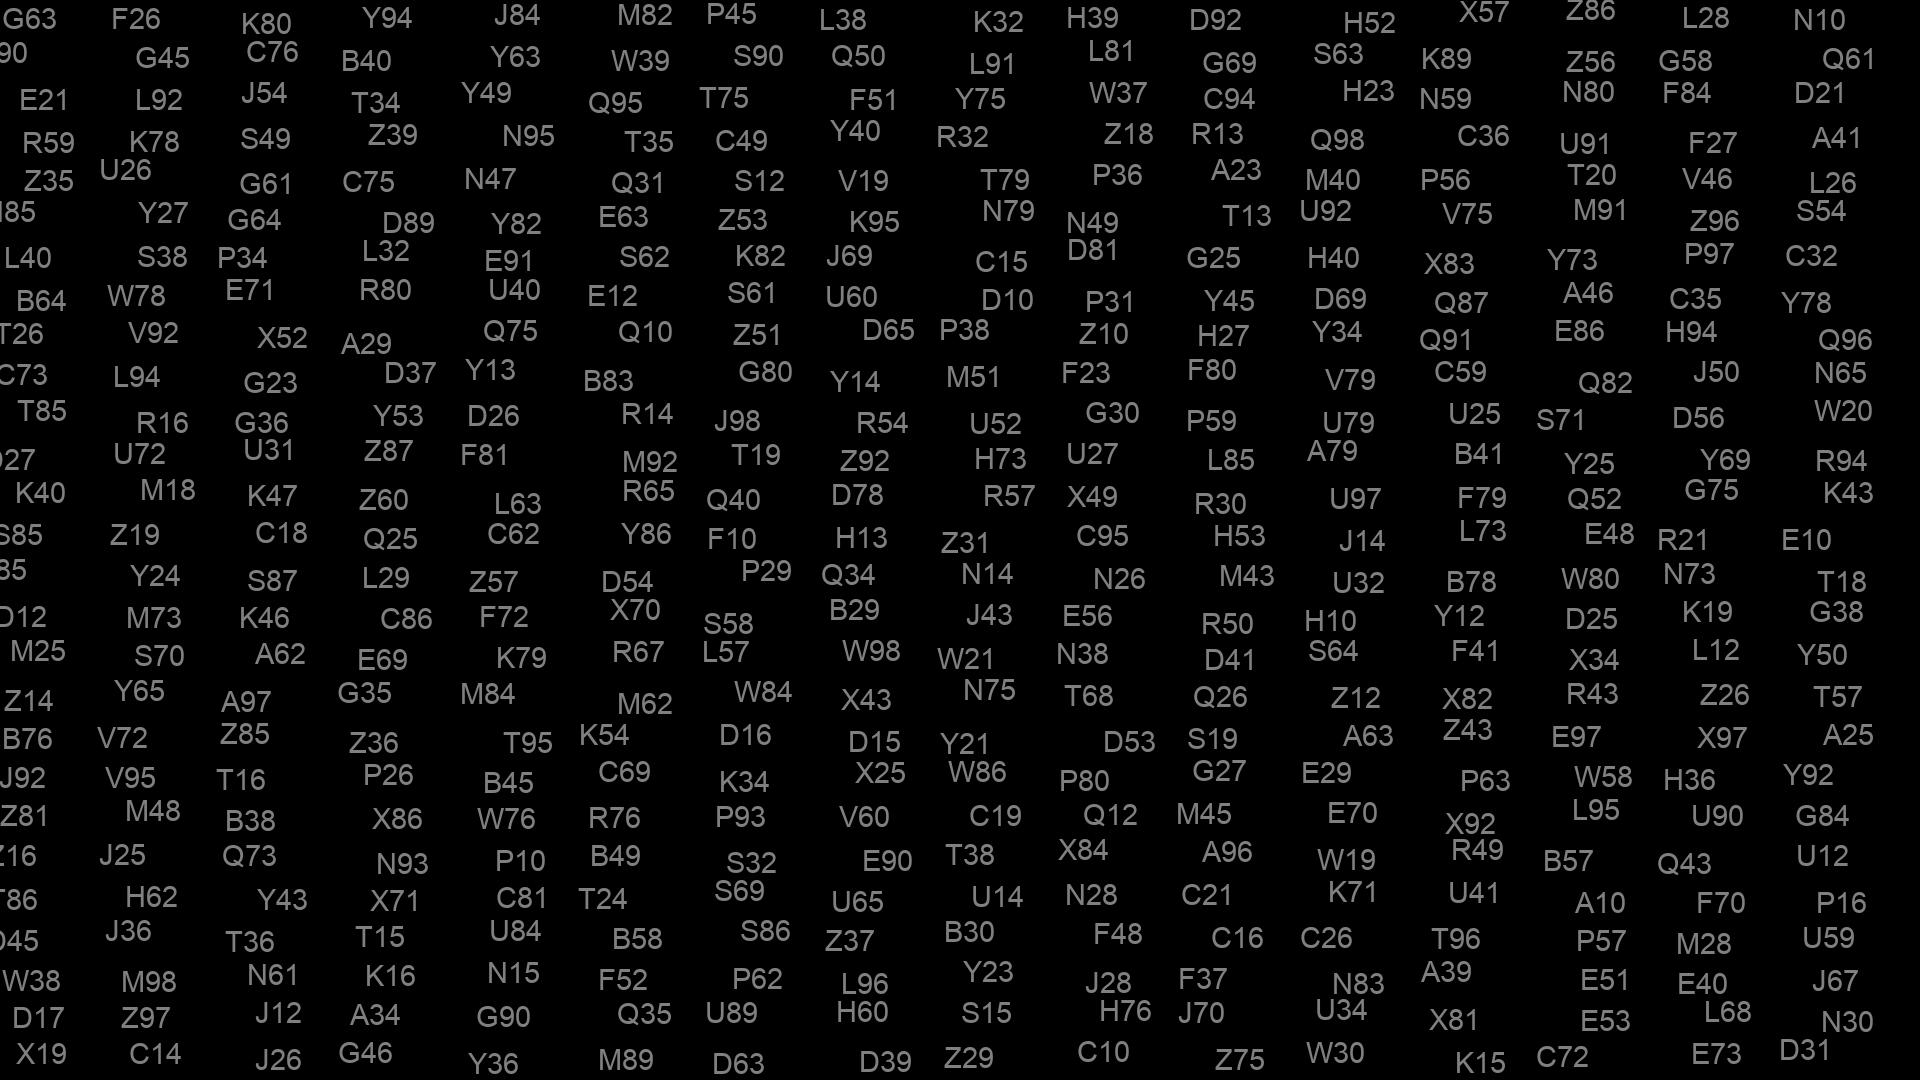 G63 F26 K80 Y94 J84 M82 P45 L38 K32 H39 D92 H52 X57 Z86 L28 N10
90 G45 C76 B40 Y63 W39 S90 Q50 L91 L81 G69 S63 K89 Z56 G58 Q61
E21 L92 J54 T34 Y49 Q95 T75 F51 Y75 W37 C94 H23 N59 N80 F84 D21
R59 K78 S49 Z39 N95 T35 C49 Y40 R32 Z18 R13 Q98 C36 U91 F27 A41
Z35 U26 G61 C75 N47 Q31 S12 V19 T79 P36 A23 M40 P56 T20 V46 L26
85 Y27 G64 D89 Y82 E63 Z53 K95 N79 N49 T13 U92 V75 M91 Z96 S54
L40 S38 P34 L32 E91 S62 K82 J69 C15 D81 G25 H40 X83 Y73 P97 C32
B64 W78 E71 R80 U40 E12 S61 U60 D10 P31 Y45 D69 Q87 A46 C35 Y78
T26 V92 X52 A29 Q75 Q10 Z51 D65 P38 Z10 H27 Y34 Q91 E86 H94 Q96
C73 L94 G23 D37 Y13 B83 G80 Y14 M51 F23 F80 V79 C59 Q82 J50 N65
T85 R16 G36 Y53 D26 R14 J98 R54 U52 G30 P59 U79 U25 S71 D56 W20
27 U72 U31 Z87 F81 M92 T19 Z92 H73 U27 L85 A79 B41 Y25 Y69 R94
K40 M18 K47 Z60 L63 R65 Q40 D78 R57 X49 R30 U97 F79 Q52 G75 K43
S85 Z19 C18 Q25 C62 Y86 F10 H13 Z31 C95 H53 J14 L73 E48 R21 E10
85 Y24 S87 L29 Z57 D54 P29 Q34 N14 N26 M43 U32 B78 W80 N73 T18
D12 M73 K46 C86 F72 X70 S58 B29 J43 E56 R50 H10 Y12 D25 K19 G38
M25 S70 A62 E69 K79 R67 L57 W98 W21 N38 D41 S64 F41 X34 L12 Y50
Z14 Y65 A97 G35 M84 M62 W84 X43 N75 T68 Q26 Z12 X82 R43 Z26 T57
B76 V72 Z85 Z36 T95 K54 D16 D15 Y21 D53 S19 A63 Z43 E97 X97 A25
J92 V95 T16 P26 B45 C69 K34 X25 W86 P80 G27 E29 P63 W58 H36 Y92
Z81 M48 B38 X86 W76 R76 P93 V60 C19 Q12 M45 E70 X92 L95 U90 G84
Z16 J25 Q73 N93 P10 B49 S32 E90 T38 X84 A96 W19 R49 B57 Q43 U12
T86 H62 Y43 X71 C81 T24 S69 U65 U14 N28 C21 K71 U41 A10 F70 P16
45 J36 T36 T15 U84 B58 S86 Z37 B30 F48 C16 C26 T96 P57 M28 U59
W38 M98 N61 K16 N15 F52 P62 L96 Y23 J28 F37 N83 A39 E51 E40 J67
D17 Z97 J12 A34 G90 Q35 U89 H60 S15 H76 J70 U34 X81 E53 L68 N30
X19 C14 J26 G46 Y36 M89 D63 D39 Z29 C10 Z75 W30 K15 C72 E73 D31